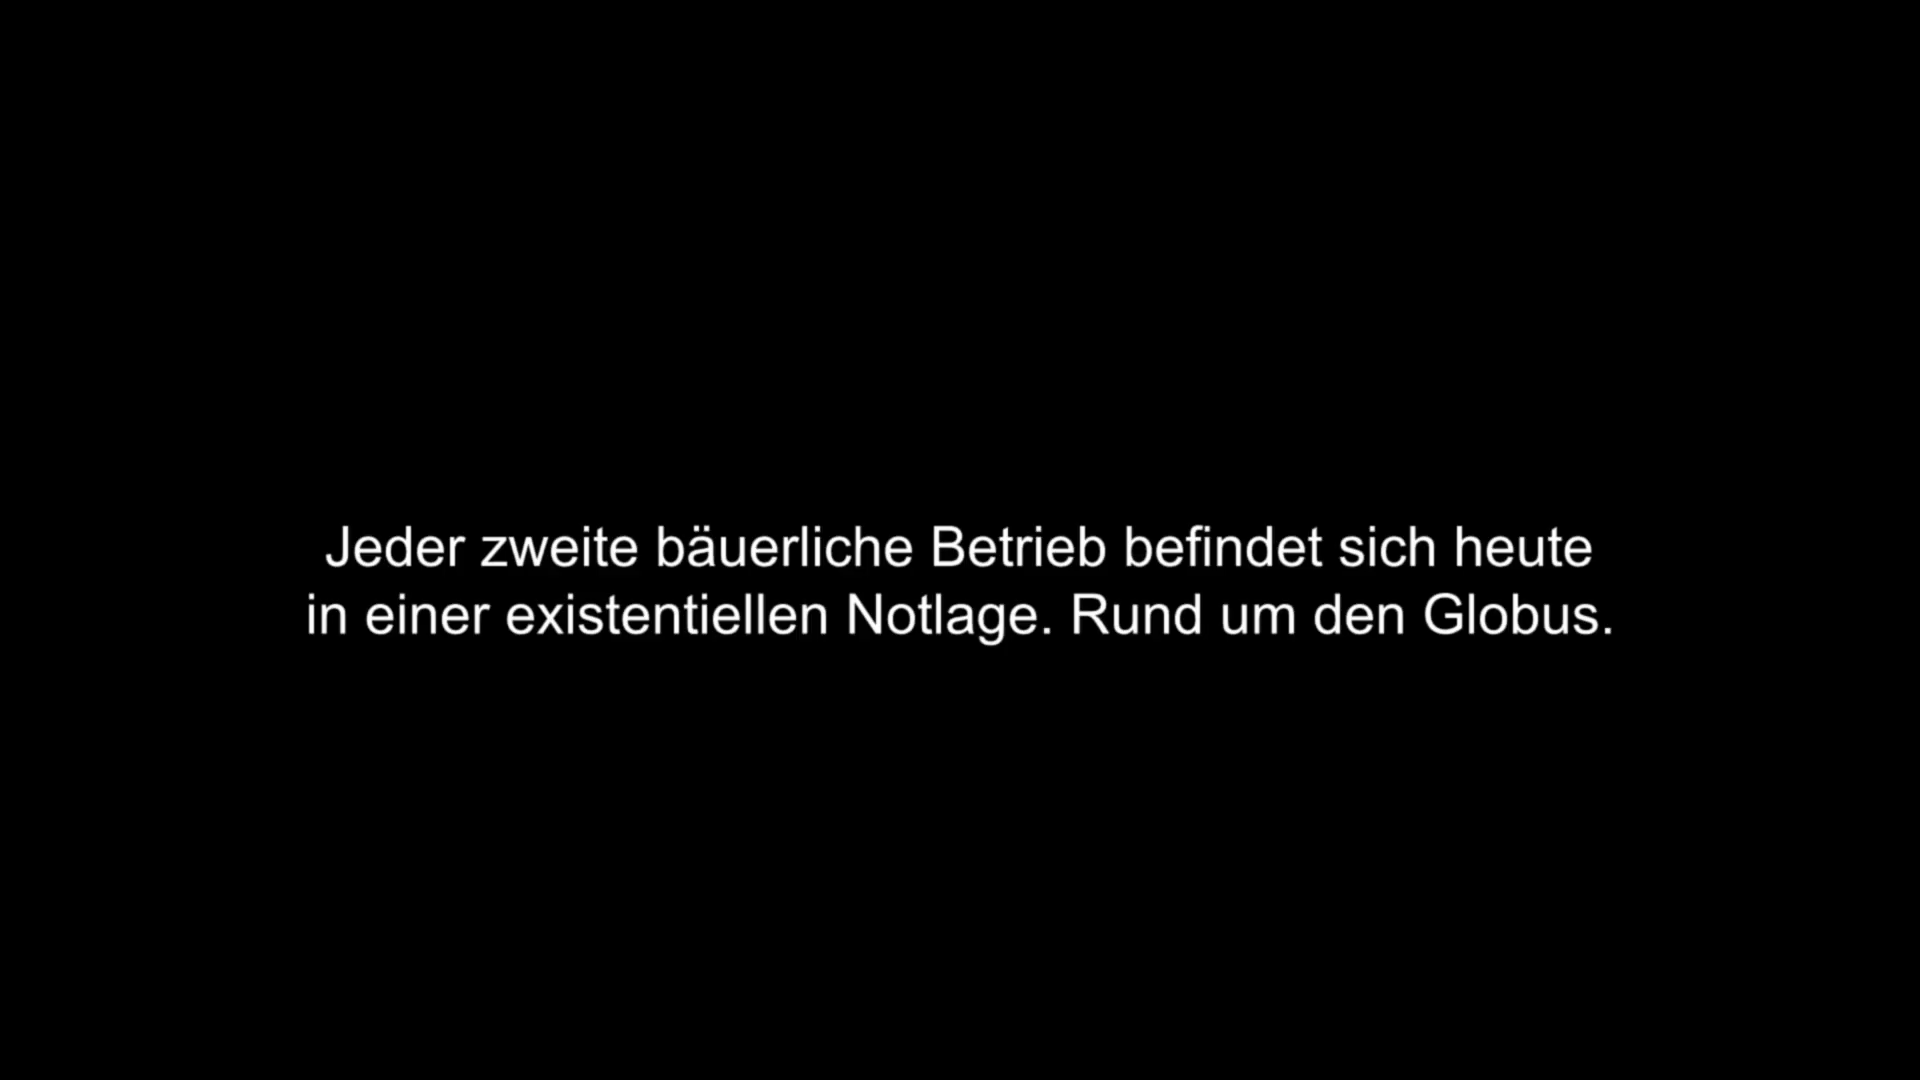 Jeder zweite bäuerliche Betrieb befindet sich heute
in einer existentiellen Notlage. Rund um den Globus.